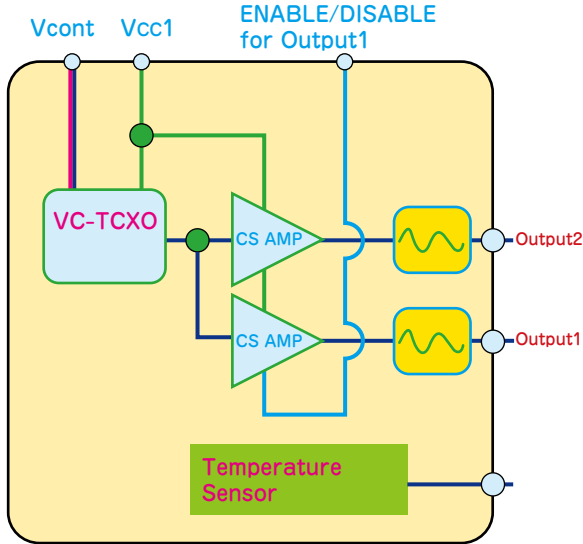 Vcont
Vcc1
ENABLE/DISABLE
for Output1
VC-TCXO
CS AMP
Output2
CS AMP
Output1
Temperature
Sensor